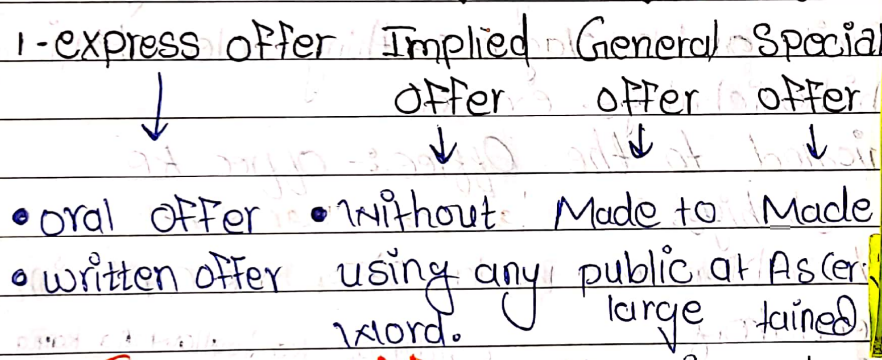 1-express offer Implied General Special
offer offer offer
• oral offer • Without Made to Made
• written offer using any public at Ascer
word. large tained